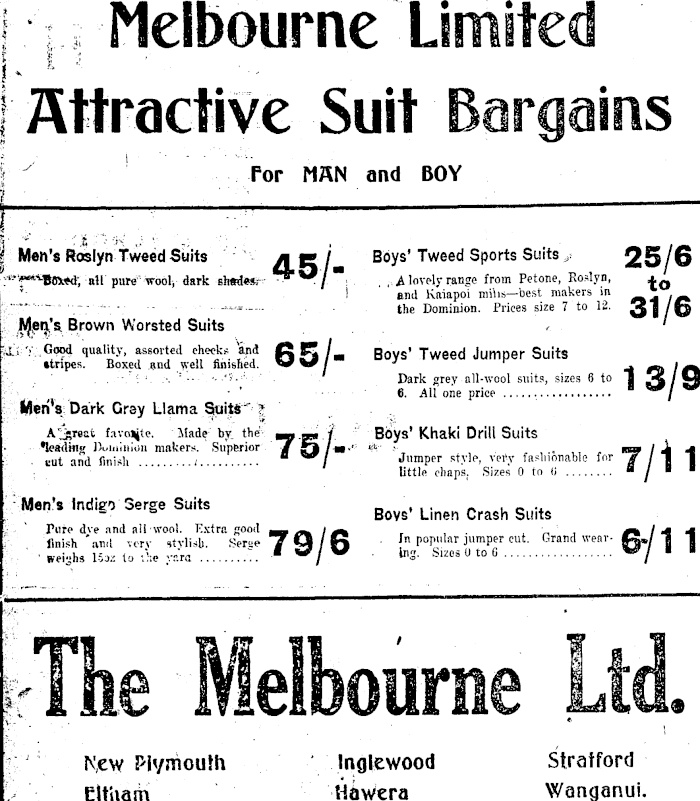 Melbourne Limited
Attractive Suit Bargains
For MAN and BOY
Men's Roslyn Tweed Suits
Boxed, all pure wool, dark shades.
45/-
Men's Brown Worsted Suits
Good quality, assorted checks and
stripes. Boxed and well finished.
65/-
Men's Dark Grey Llama Suits
A great favorite. Made by the
leading Dominion makers. Superior
cut and finish ..................
75/-
Men's Indigo Serge Suits
Pure dye and all wool. Extra good
finish and very stylish. Serge
weighs 15oz to the yard ..........
79/6
Boys' Tweed Sports Suits
A lovely range from Petone, Roslyn,
and Kaiapoi mills—best makers in
the Dominion. Prices size 7 to 12.
25/6
to
31/6
Boys' Tweed Jumper Suits
Dark grey all-wool suits, sizes 6 to
6. All one price .................
13/9
Boys' Khaki Drill Suits
Jumper style, very fashionable for
little chaps. Sizes 0 to 6 ........
7/11
Boys' Linen Crash Suits
In popular jumper cut. Grand wear-
ing. Sizes 0 to 6 ................
6/11
The Melbourne Ltd.
New Plymouth Inglewood Stratford
Eltham Hawera Wanganui.